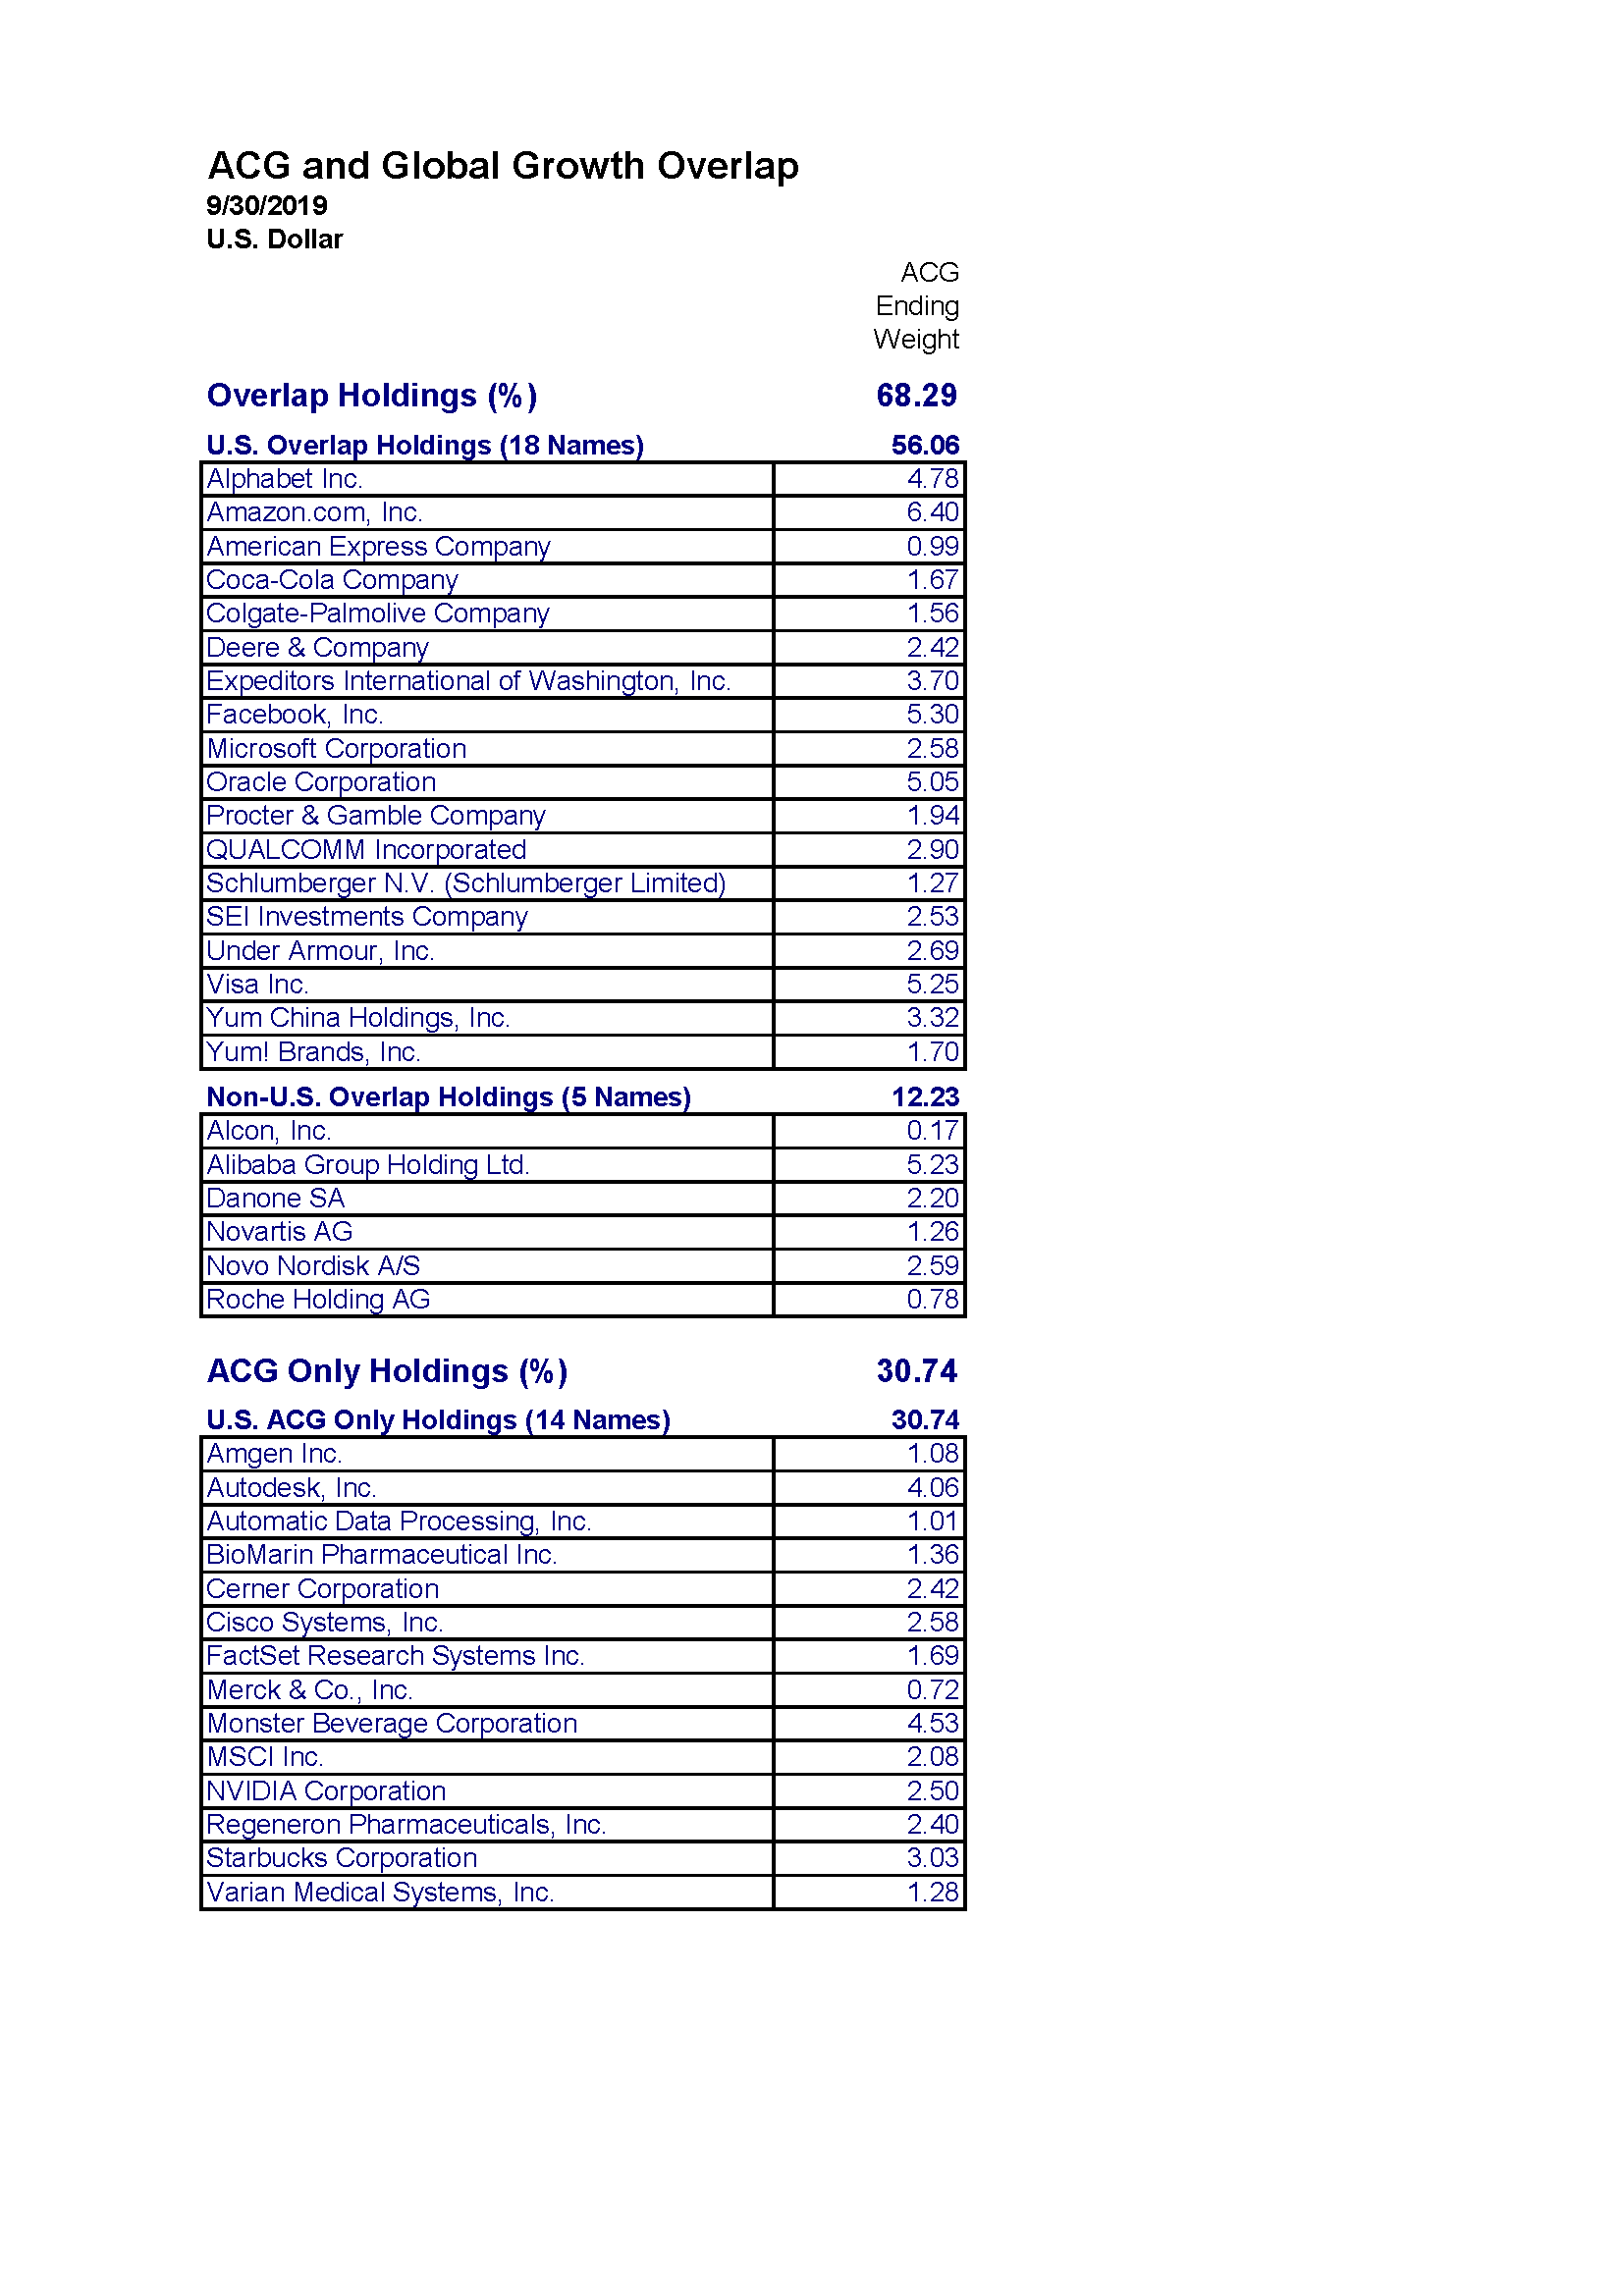 ACG and Global Growth Overlap
9/30/2019
U.S. Dollar
ACG
Ending
Weight
Overlap Holdings (%) 68.29
U.S. Overlap Holdings (18 Names) 56.06
Alphabet Inc. 4.78
Amazon.com, Inc. 6.40
American Express Company 0.99
Coca-Cola Company 1.67
Colgate-Palmolive Company 1.56
Deere & Company 2.42
Expeditors International of Washington, Inc. 3.70
Facebook, Inc. 5.30
Microsoft Corporation 2.58
Oracle Corporation 5.05
Procter & Gamble Company 1.94
QUALCOMM Incorporated 2.90
Schlumberger N.V. (Schlumberger Limited) 1.27
SEI Investments Company 2.53
Under Armour, Inc. 2.69
Visa Inc. 5.25
Yum China Holdings, Inc. 3.32
Yum! Brands, Inc. 1.70
Non-U.S. Overlap Holdings (5 Names) 12.23
Alcon, Inc. 0.17
Alibaba Group Holding Ltd. 5.23
Danone SA 2.20
Novartis AG 1.26
Novo Nordisk A/S 2.59
Roche Holding AG 0.78
ACG Only Holdings (%) 30.74
U.S. ACG Only Holdings (14 Names) 30.74
Amgen Inc. 1.08
Autodesk, Inc. 4.06
Automatic Data Processing, Inc. 1.01
BioMarin Pharmaceutical Inc. 1.36
Cerner Corporation 2.42
Cisco Systems, Inc. 2.58
FactSet Research Systems Inc. 1.69
Merck & Co., Inc. 0.72
Monster Beverage Corporation 4.53
MSCI Inc. 2.08
NVIDIA Corporation 2.50
Regeneron Pharmaceuticals, Inc. 2.40
Starbucks Corporation 3.03
Varian Medical Systems, Inc. 1.28